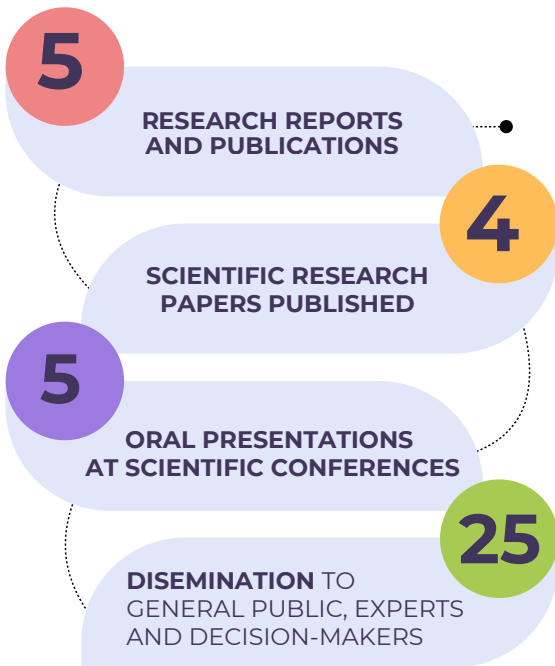 5
RESEARCH REPORTS
AND PUBLICATIONS
4
SCIENTIFIC RESEARCH
PAPERS PUBLISHED
5
ORAL PRESENTATIONS
AT SCIENTIFIC CONFERENCES
25
DISEMINATION TO
GENERAL PUBLIC, EXPERTS
AND DECISION-MAKERS